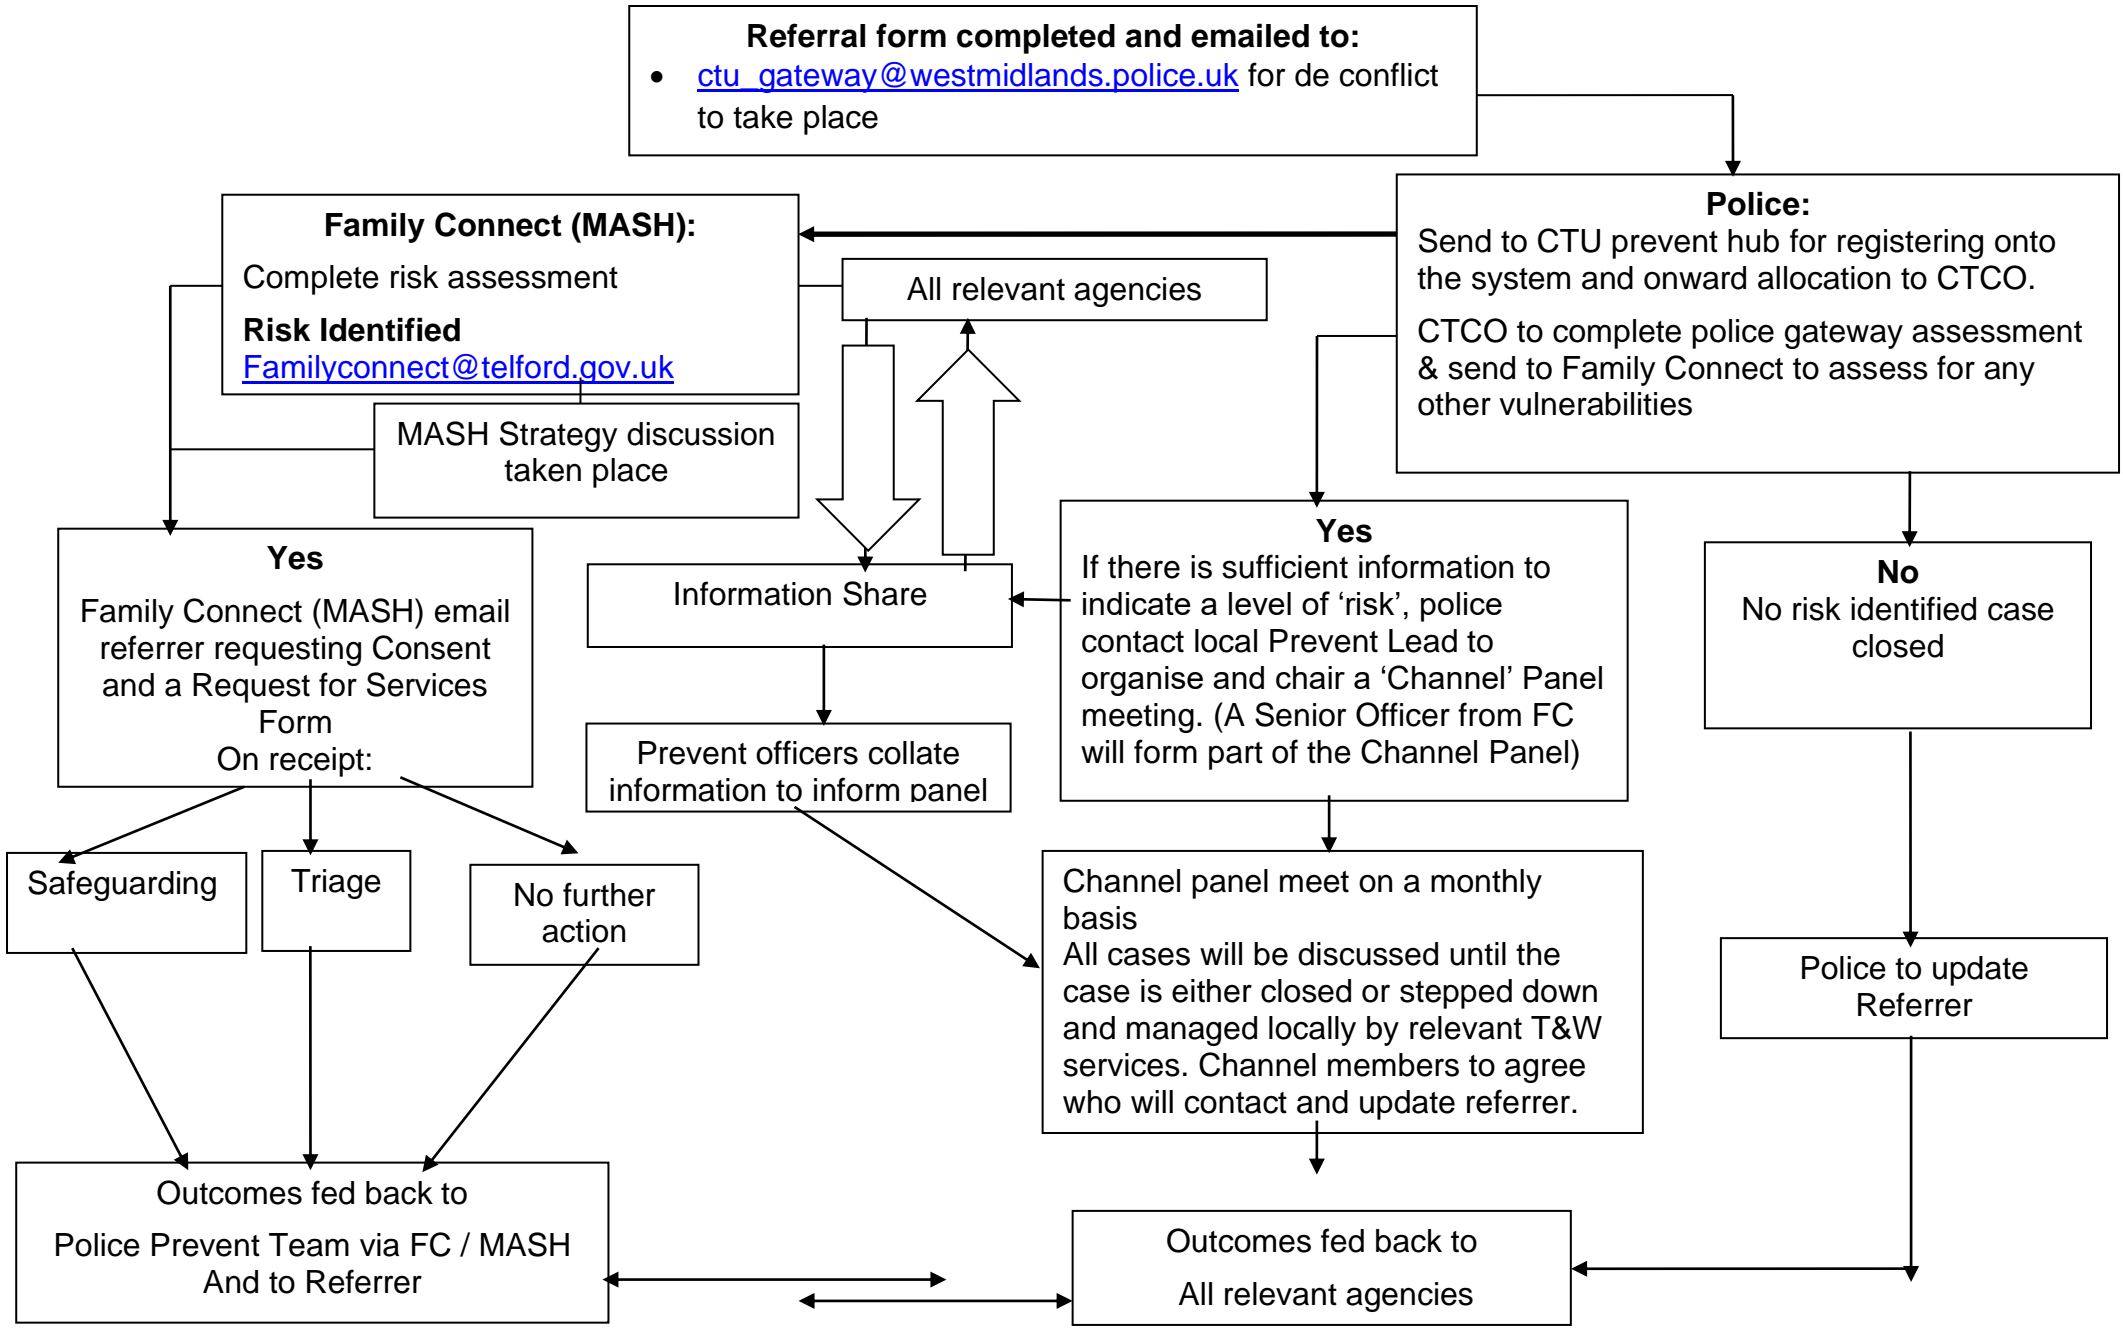 Referral form completed and emailed to:
• ctu_gateway@westmidlands.police.uk for de conflict
to take place
Police:
Send to CTU prevent hub for registering onto
the system and onward allocation to CTCO.
CTCO to complete police gateway assessment
& send to Family Connect to assess for any
other vulnerabilities
Family Connect (MASH):
Complete risk assessment
Risk Identified
Familyconnect@telford.gov.uk
All relevant agencies
MASH Strategy discussion
taken place
Yes
Family Connect (MASH) email
referrer requesting Consent
and a Request for Services
Form
On receipt:
Information Share
Yes
If there is sufficient information to
indicate a level of ‘risk’, police
contact local Prevent Lead to
organise and chair a ‘Channel’ Panel
meeting. (A Senior Officer from FC
will form part of the Channel Panel)
No
No risk identified case
closed
Prevent officers collate
information to inform panel
Safeguarding
Triage
No further
action
Channel panel meet on a monthly
basis
All cases will be discussed until the
case is either closed or stepped down
and managed locally by relevant T&W
services. Channel members to agree
who will contact and update referrer.
Police to update
Referrer
Outcomes fed back to
Police Prevent Team via FC / MASH
And to Referrer
Outcomes fed back to
All relevant agencies